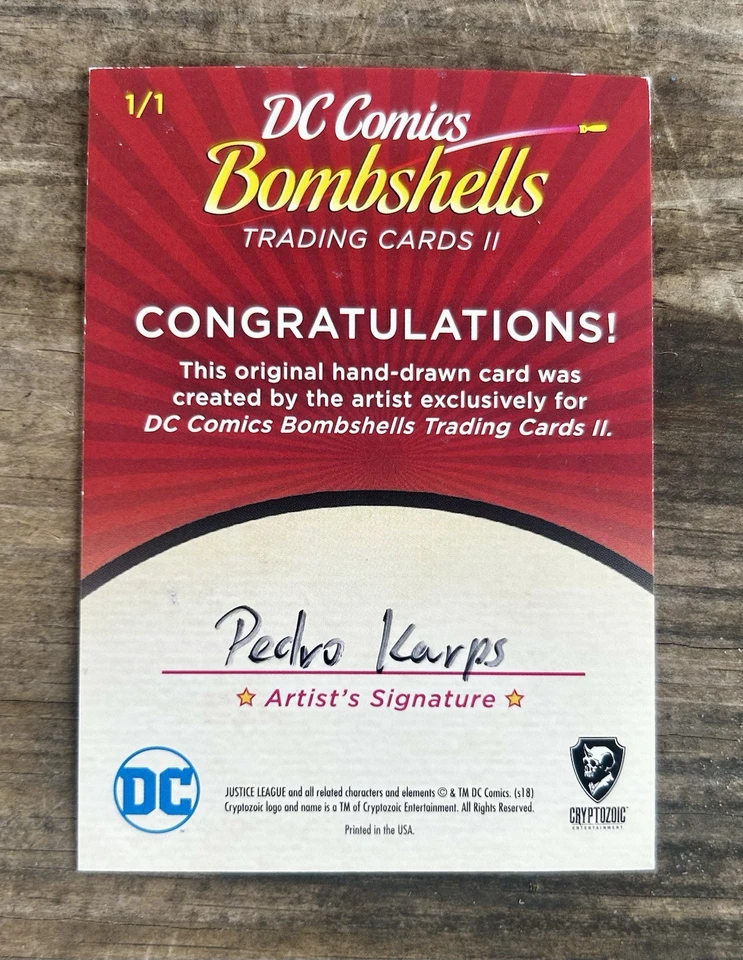 1/1
DC Comics
Bombshells
TRADING CARDS II
CONGRATULATIONS!
This original hand-drawn card was
created by the artist exclusively for
DC Comics Bombshells Trading Cards II.
Pedro Karps
Artist's Signature
DC
JUSTICE LEAGUE and all related characters and elements © & TM DC Comics. (s18)
Cryptozoic logo and name is a TM of Cryptozoic Entertainment. All Rights Reserved.
Printed in the USA.
CRYPTOZOIC
ENTERTAINMENT